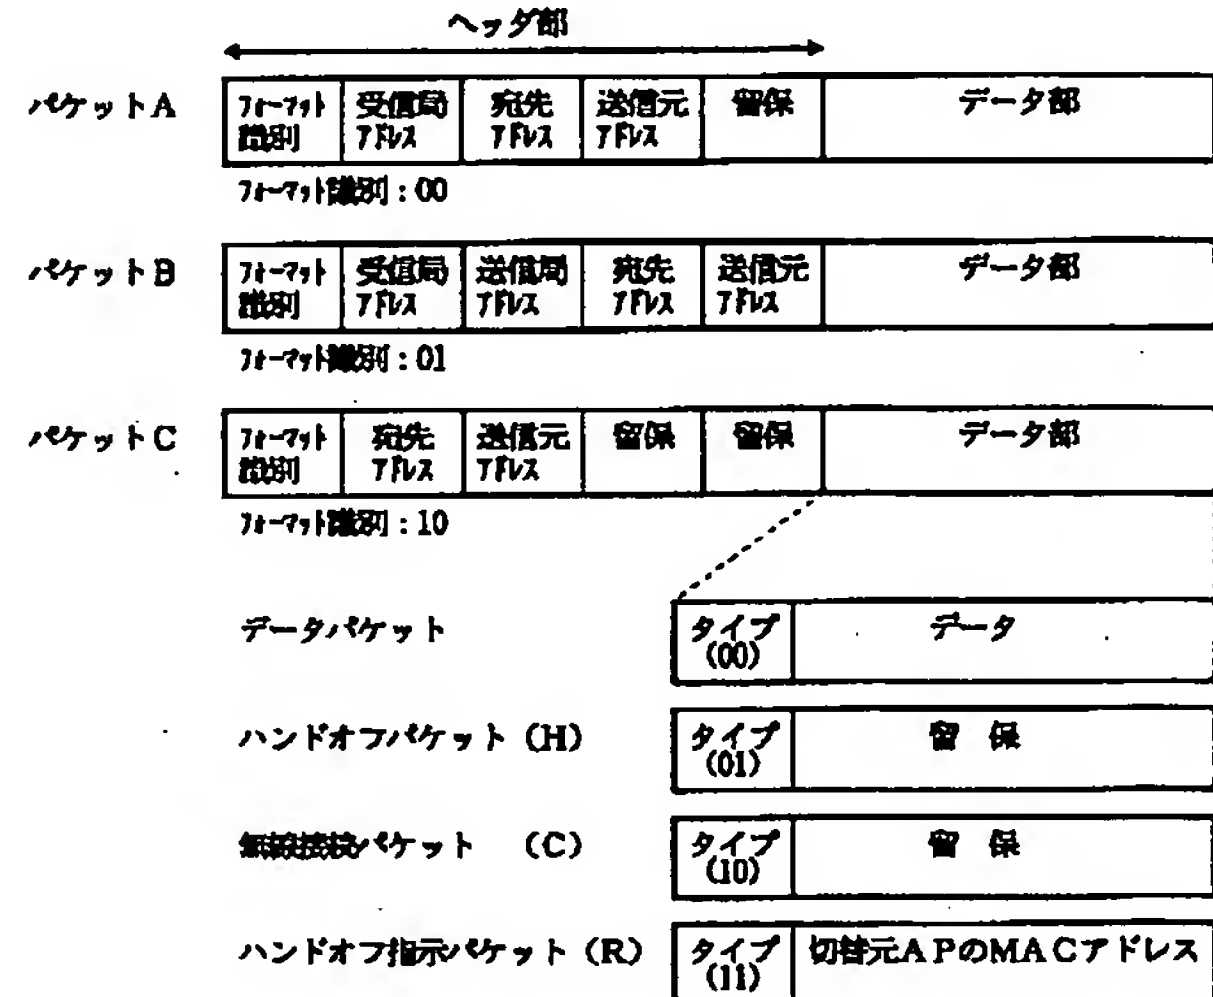 ヘッダ部
パケットA フォーマット 受信局 宛先 送信元 留保 データ部
識別 アドレス アドレス アドレス
フォーマット識別:00
パケットB フォーマット 受信局 送信局 宛先 送信元 データ部
識別 アドレス アドレス アドレス アドレス
フォーマット識別:01
パケットC フォーマット 宛先 送信元 留保 留保 データ部
識別 アドレス アドレス
フォーマット識別:10
データパケット タイプ データ
(00)
ハンドオフパケット(H) タイプ 留 保
(01)
無線接続パケット (C) タイプ 留 保
(10)
ハンドオフ指示パケット(R) タイプ 切替元APのMACアドレス
(11)